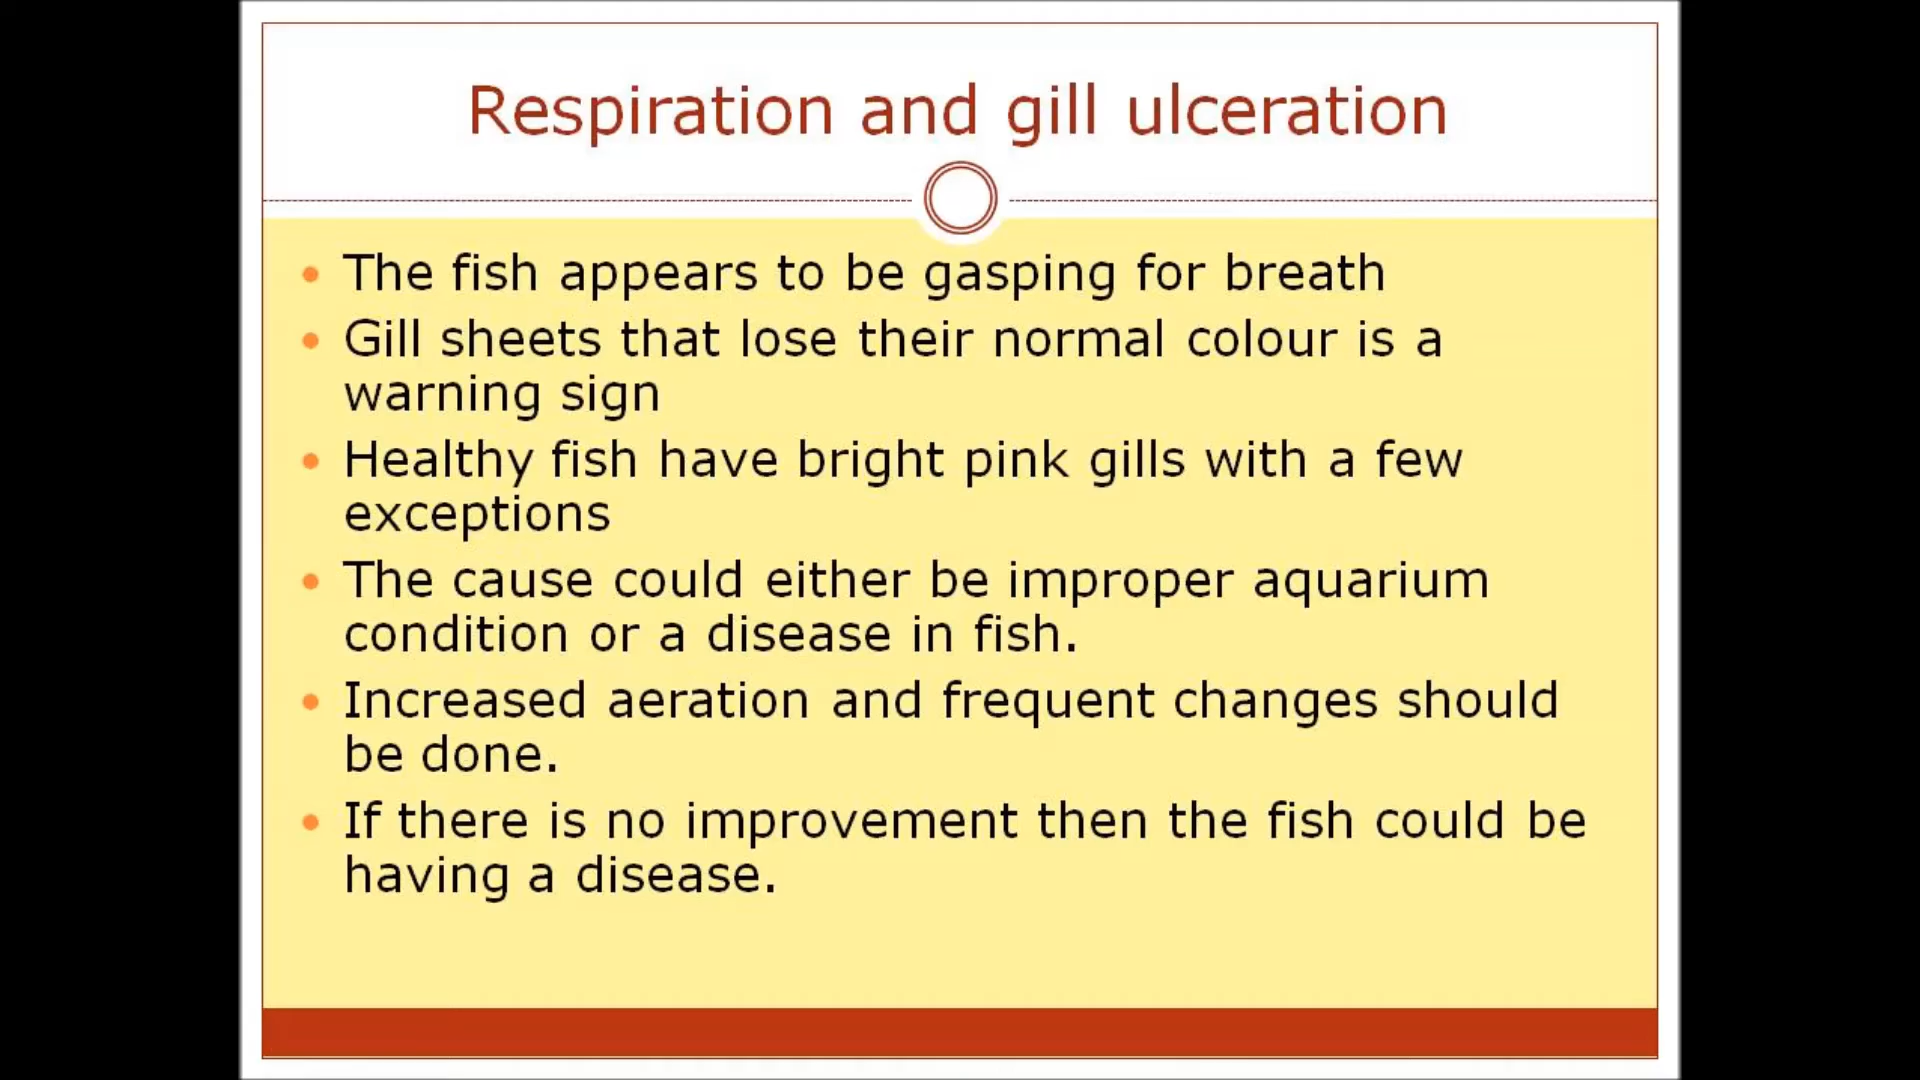 Respiration and gill ulceration
The fish appears to be gasping for breath
Gill sheets that lose their normal colour is a
warning sign
Healthy fish have bright pink gills with a few
exceptions
The cause could either be improper aquarium
condition or a disease in fish.
Increased aeration and frequent changes should
be done.
If there is no improvement then the fish could be
having a disease.